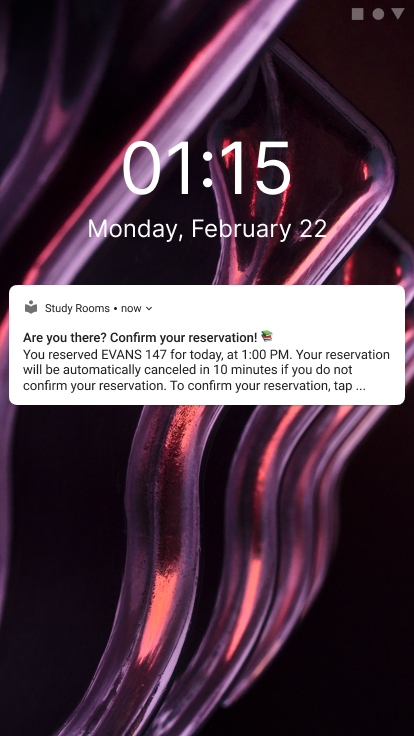 01:15
Monday, February 22
Study Rooms • now
Are you there? Confirm your reservation! 📚
You reserved EVANS 147 for today, at 1:00 PM. Your reservation
will be automatically canceled in 10 minutes if you do not
confirm your reservation. To confirm your reservation, tap ...